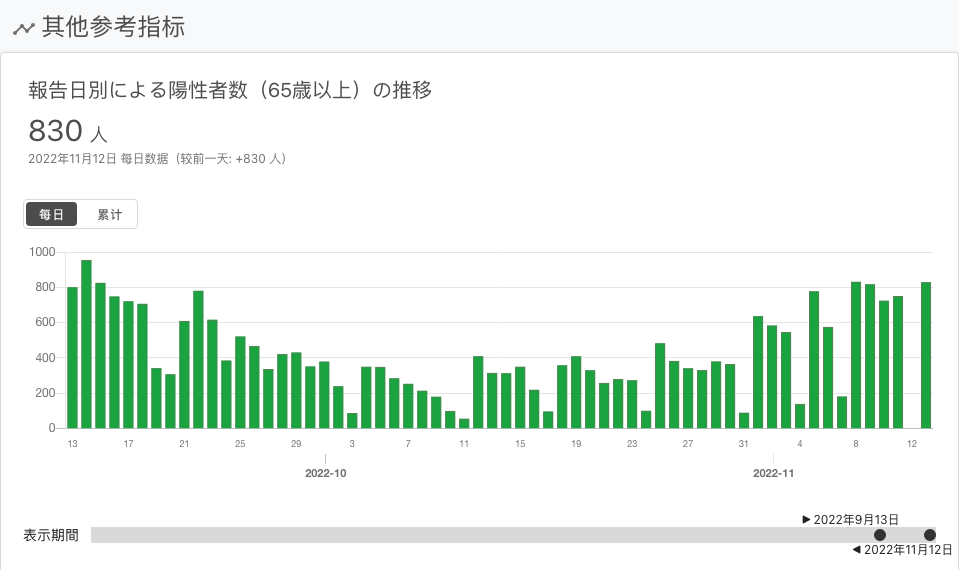 其他参考指标
報告日別による陽性者数（65歳以上）の推移
830 人
2022年11月12日 每日数据（较前一天: +830 人）
每日 累计
1000
800
600
400
200
0
13 17 21 25 29 3 7 11 15 19 23 27 31 4 8 12
2022-10 2022-11
▶ 2022年9月13日
表示期間
◀ 2022年11月12日